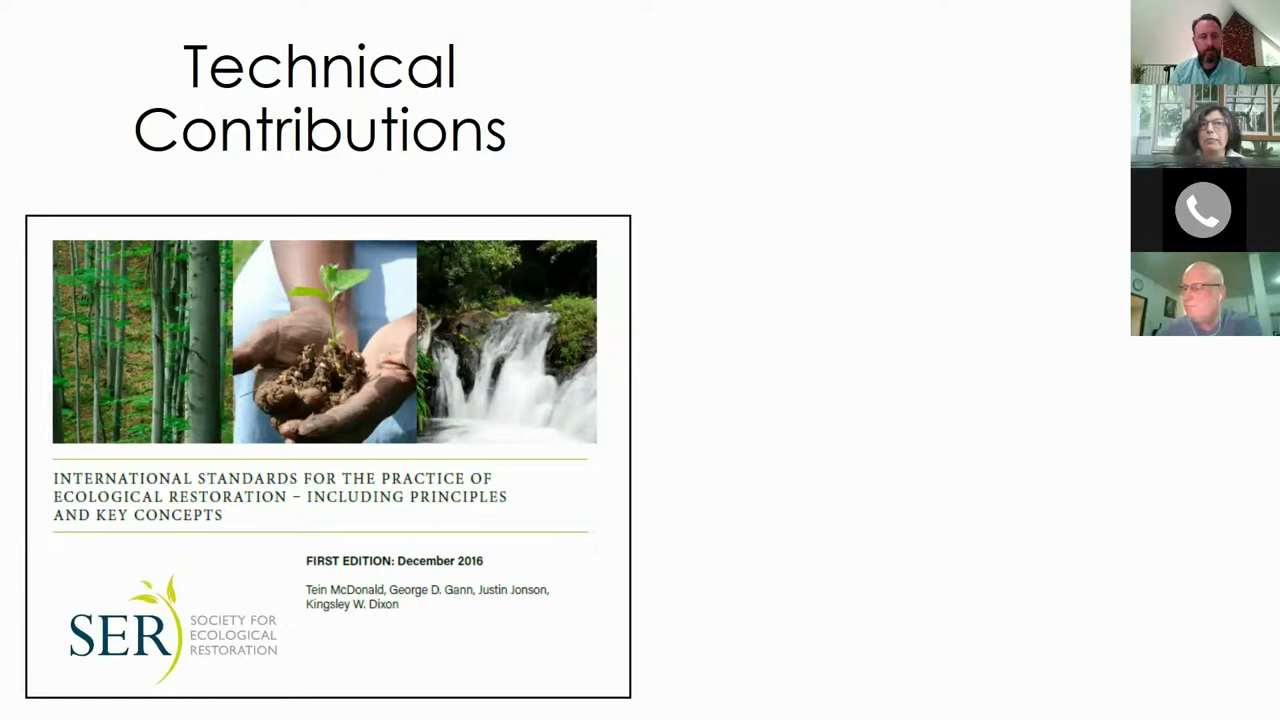 Technical
Contributions
INTERNATIONAL STANDARDS FOR THE PRACTICE OF
ECOLOGICAL RESTORATION – INCLUDING PRINCIPLES
AND KEY CONCEPTS
FIRST EDITION: December 2016
Tein McDonald, George D. Gann, Justin Jonson,
Kingsley W. Dixon
SER
SOCIETY FOR
ECOLOGICAL
RESTORATION